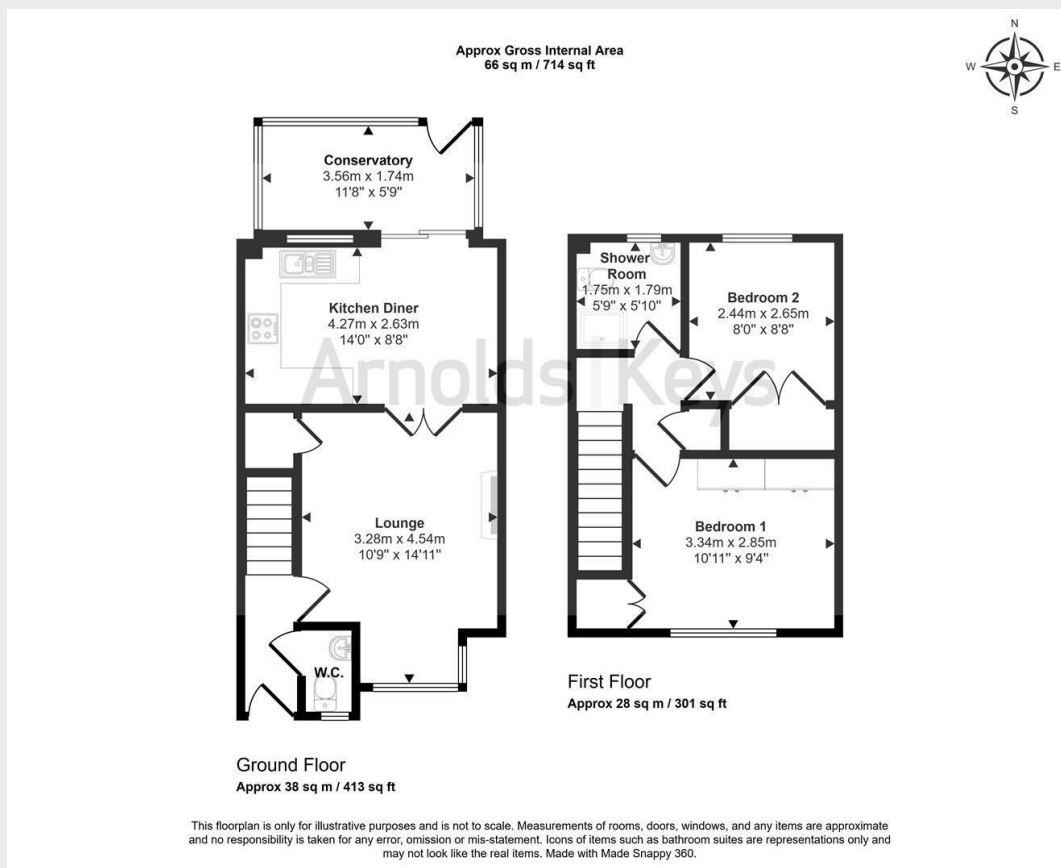 Approx Gross Internal Area
66 sq m / 714 sq ft
N
W
E
S
Conservatory
3.56m x 1.74m
11'8" x 5'9"
Kitchen Diner
4.27m x 2.63m
14'0" x 8'8"
Lounge
3.28m x 4.54m
10'9" x 14'11"
W.C.
Ground Floor
Approx 38 sq m / 413 sq ft
Shower
Room
1.75m x 1.79m
5'9" x 5'10"
Bedroom 2
2.44m x 2.65m
8'0" x 8'8"
Bedroom 1
3.34m x 2.85m
10'11" x 9'4"
First Floor
Approx 28 sq m / 301 sq ft
Arnolds | Keys
This floorplan is only for illustrative purposes and is not to scale. Measurements of rooms, doors, windows, and any items are approximate
and no responsibility is taken for any error, omission or mis-statement. Icons of items such as bathroom suites are representations only and
may not look like the real items. Made with Made Snappy 360.